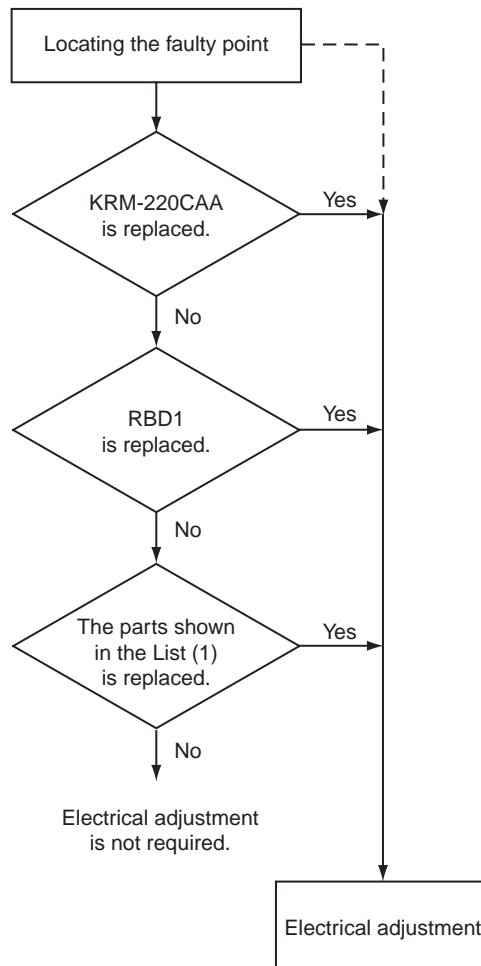 Locating the faulty point
KRM-220CAA
is replaced.
Yes
No
RBD1
is replaced.
Yes
No
The parts shown
in the List (1)
is replaced.
Yes
No
Electrical adjustment
is not required.
Electrical adjustment